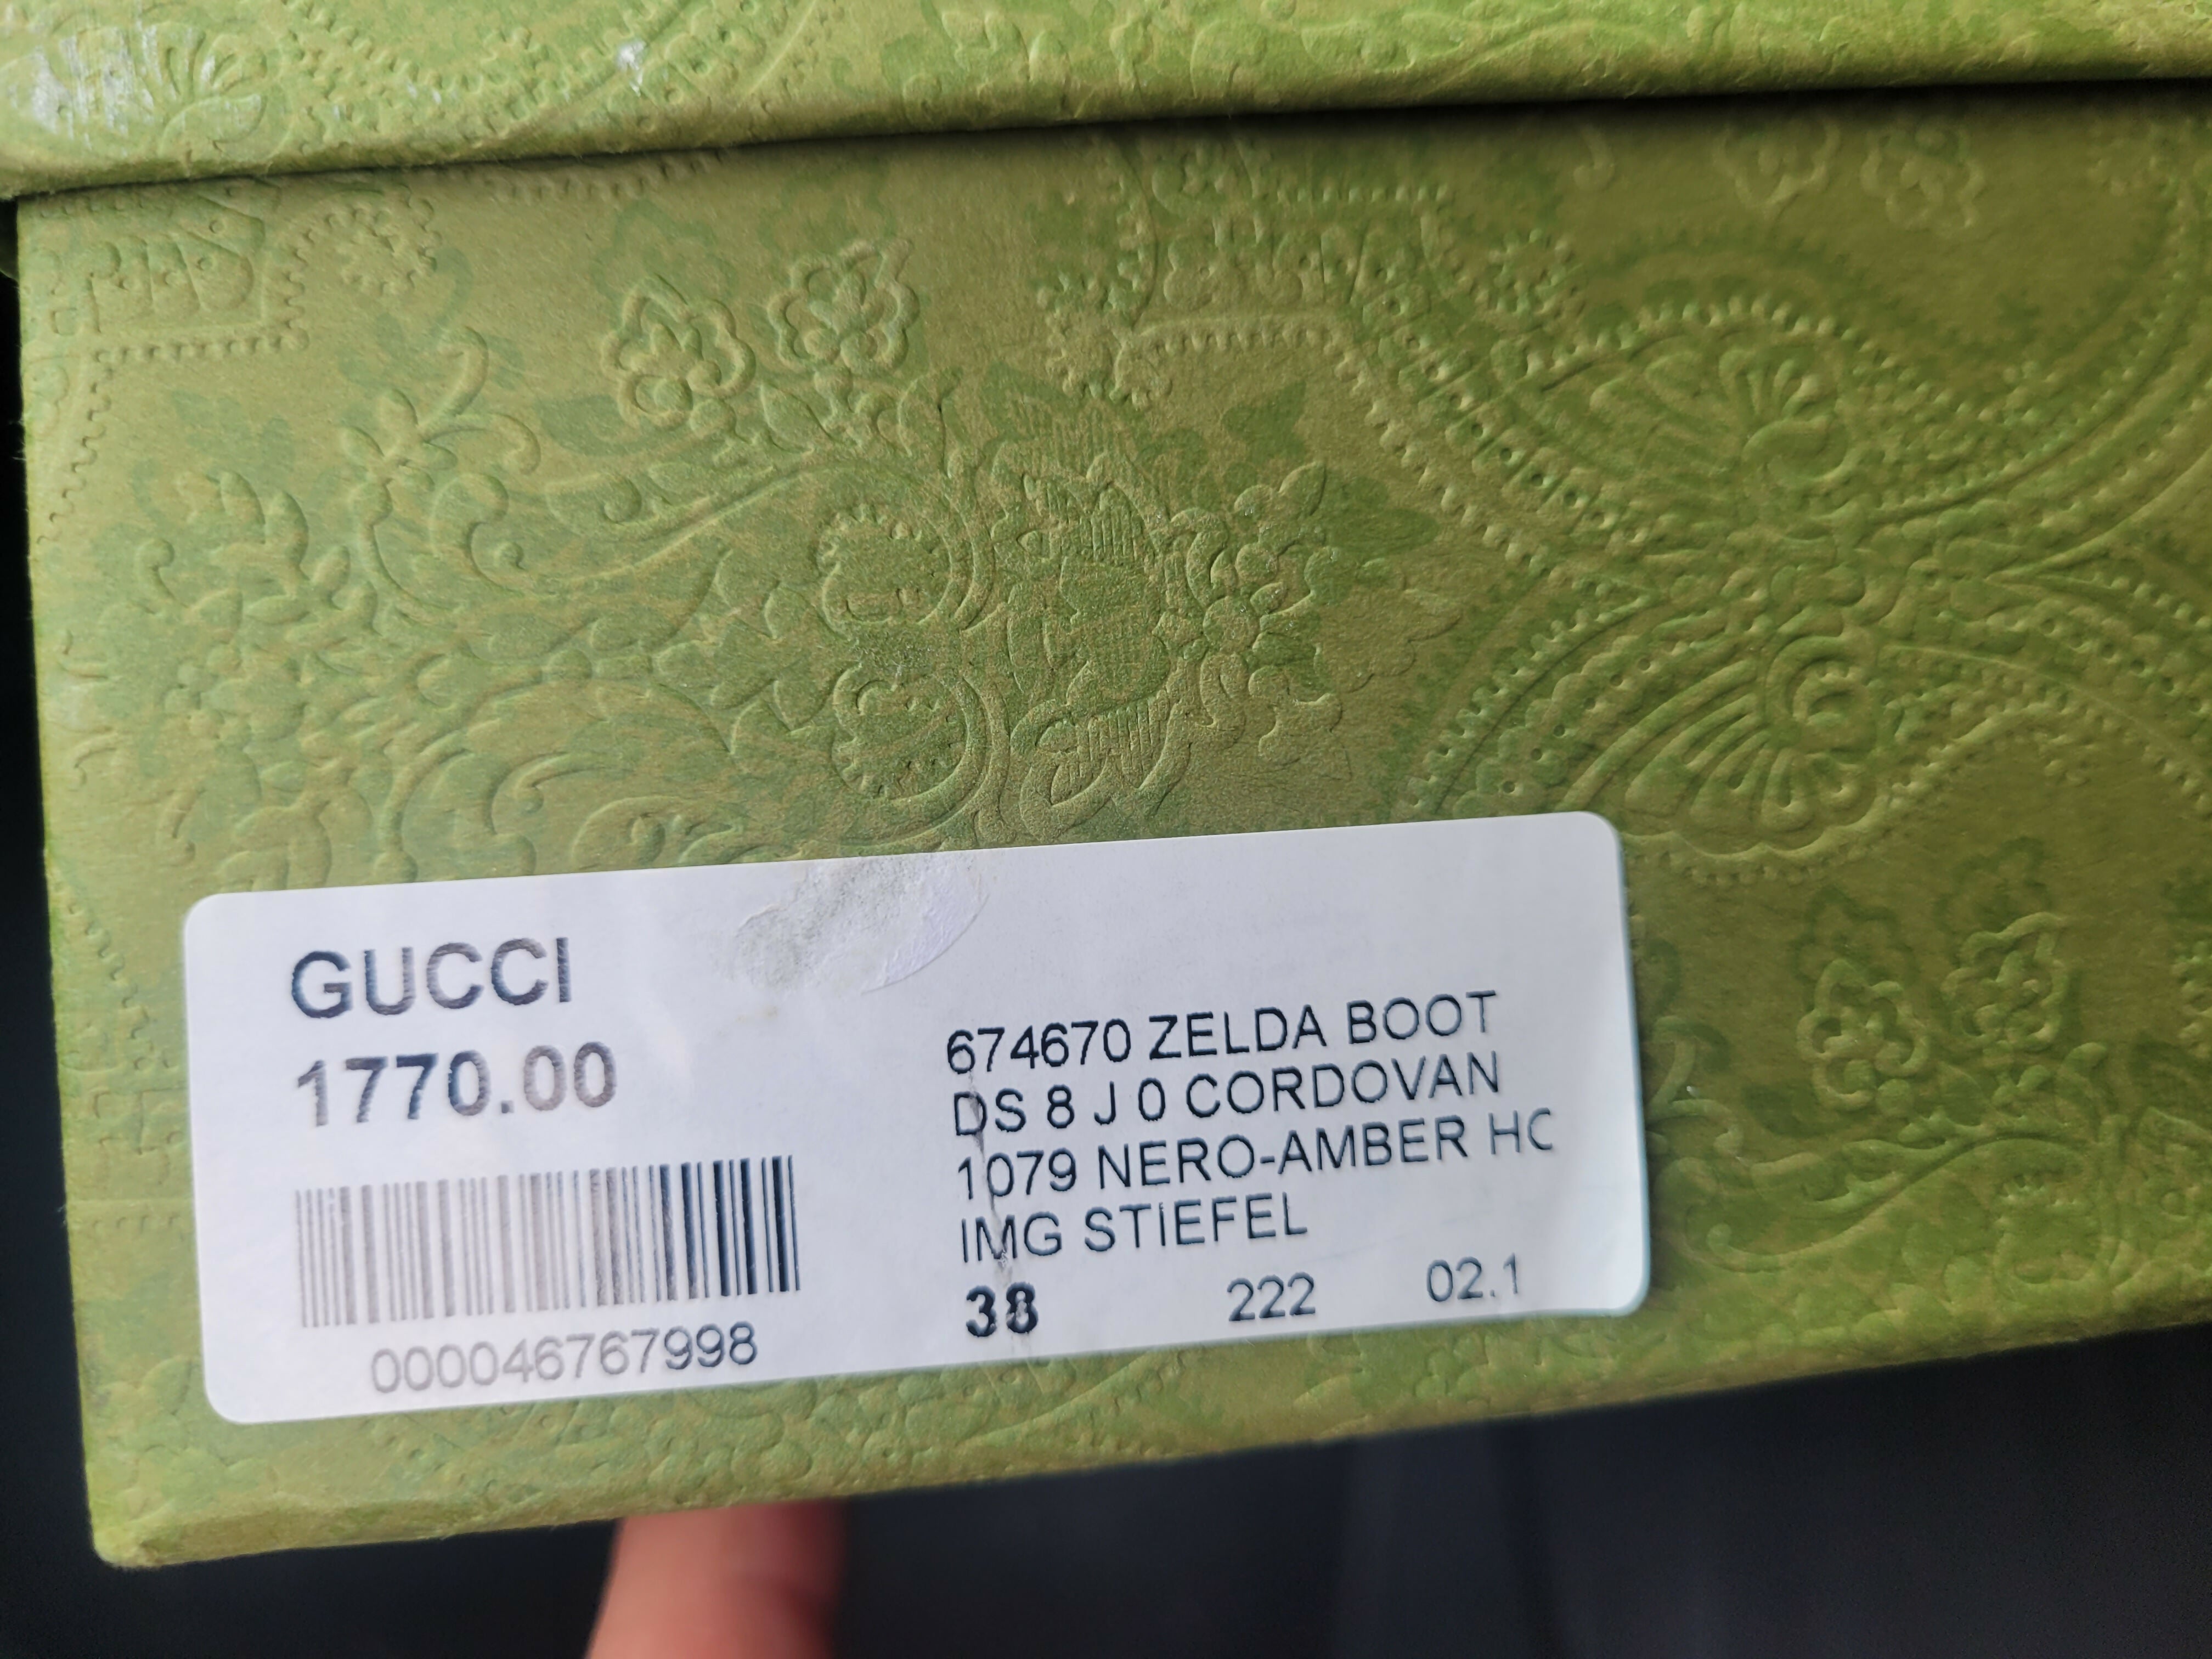 GUCCI
1770.00
000046767998
674670 ZELDA BOOT
DS 8 J 0 CORDOVAN
1079 NERO-AMBER HC
IMG STIEFEL
38 222 02.1